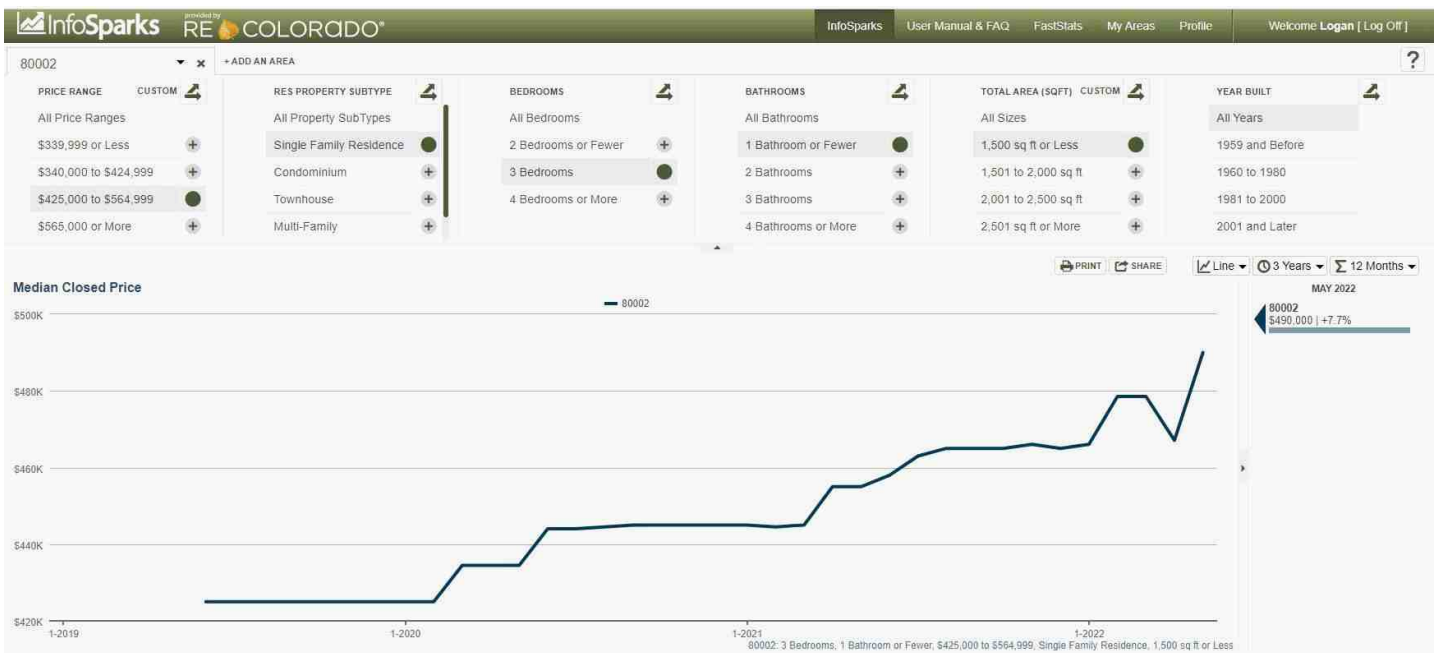 InfoSparks provided by RE COLORADO® InfoSparks User Manual & FAQ FastStats My Areas Profile Welcome Logan [ Log Off ]
80002 x + ADD AN AREA ?
PRICE RANGE CUSTOM RES PROPERTY SUBTYPE BEDROOMS BATHROOMS TOTAL AREA (SQFT) CUSTOM YEAR BUILT
All Price Ranges All Property SubTypes All Bedrooms All Bathrooms All Sizes All Years
$339,999 or Less + Single Family Residence 2 Bedrooms or Fewer + 1 Bathroom or Fewer 1,500 sq ft or Less 1959 and Before
$340,000 to $424,999 + Condominium + 3 Bedrooms 2 Bathrooms + 1,501 to 2,000 sq ft + 1960 to 1980
$425,000 to $564,999 Townhouse + 4 Bedrooms or More + 3 Bathrooms + 2,001 to 2,500 sq ft + 1981 to 2000
$565,000 or More + Multi-Family + 4 Bathrooms or More + 2,501 sq ft or More + 2001 and Later
PRINT SHARE Line 3 Years Σ 12 Months
Median Closed Price MAY 2022
80002
80002
$490,000 | +7.7%
$500K
$480K
$460K
$440K
$420K
1-2019 1-2020 1-2021 1-2022
80002: 3 Bedrooms, 1 Bathroom or Fewer, $425,000 to $564,999, Single Family Residence, 1,500 sq ft or Less